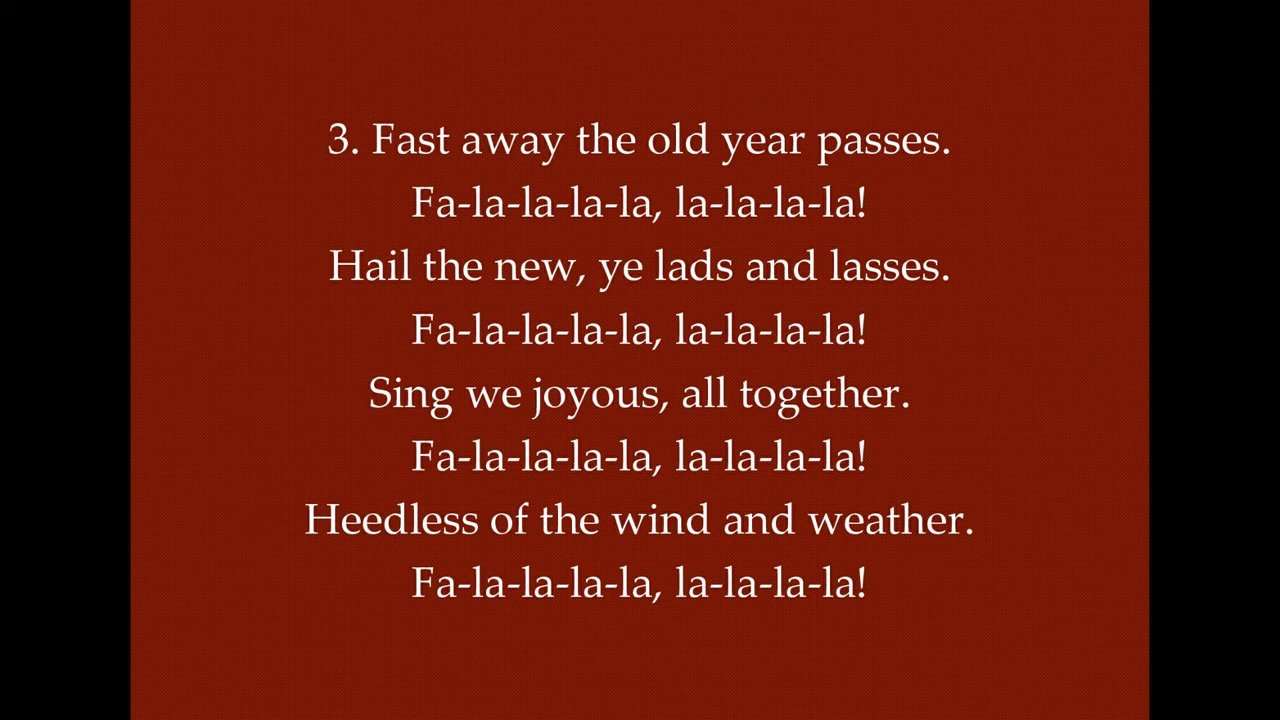 3. Fast away the old year passes.
Fa-la-la-la-la, la-la-la-la!
Hail the new, ye lads and lasses.
Fa-la-la-la-la, la-la-la-la!
Sing we joyous, all together.
Fa-la-la-la-la, la-la-la-la!
Heedless of the wind and weather.
Fa-la-la-la-la, la-la-la-la!